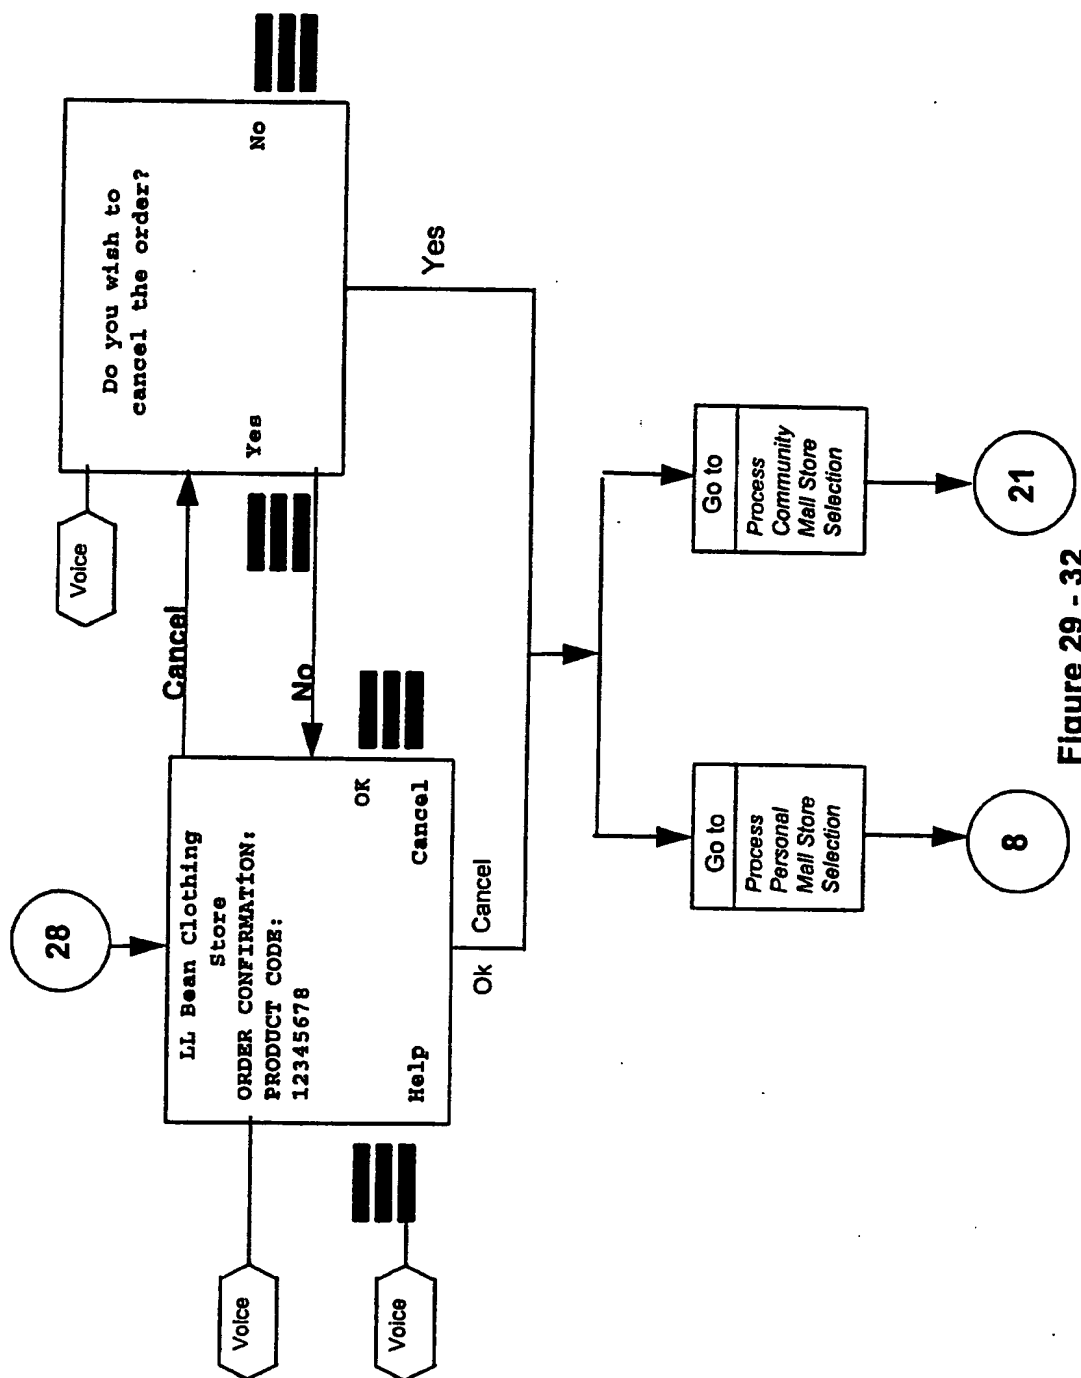 28
LL Bean Clothing
Store
ORDER CONFIRMATION:
PRODUCT CODE:
12345678
OK
Help
Cancel
Voice
Voice
Cancel
No
Voice
Do you wish to
cancel the order?
Yes
No
Ok
Cancel
Yes
Go to
Process
Personal
Mall Store
Selection
8
Go to
Process
Community
Mall Store
Selection
21
Figure 29 - 32